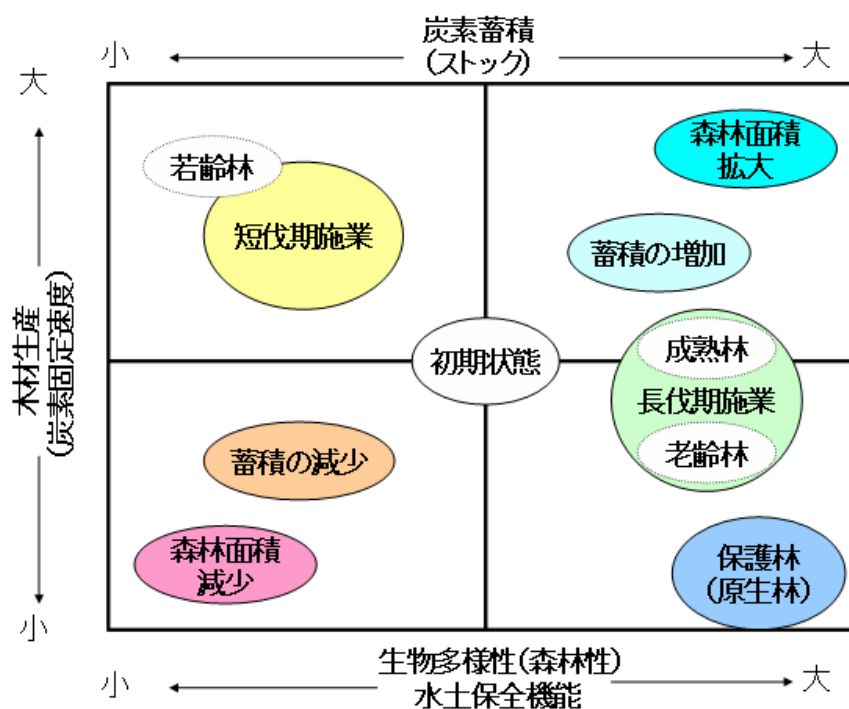 炭素蓄積
(ストック)
小
大
大
木材生産
(炭素固定速度)
小
若齢林
短伐期施業
森林面積
拡大
蓄積の増加
初期状態
成熟林
長伐期施業
老齢林
蓄積の減少
森林面積
減少
保護林
(原生林)
小
生物多様性(森林性)
水土保全機能
大